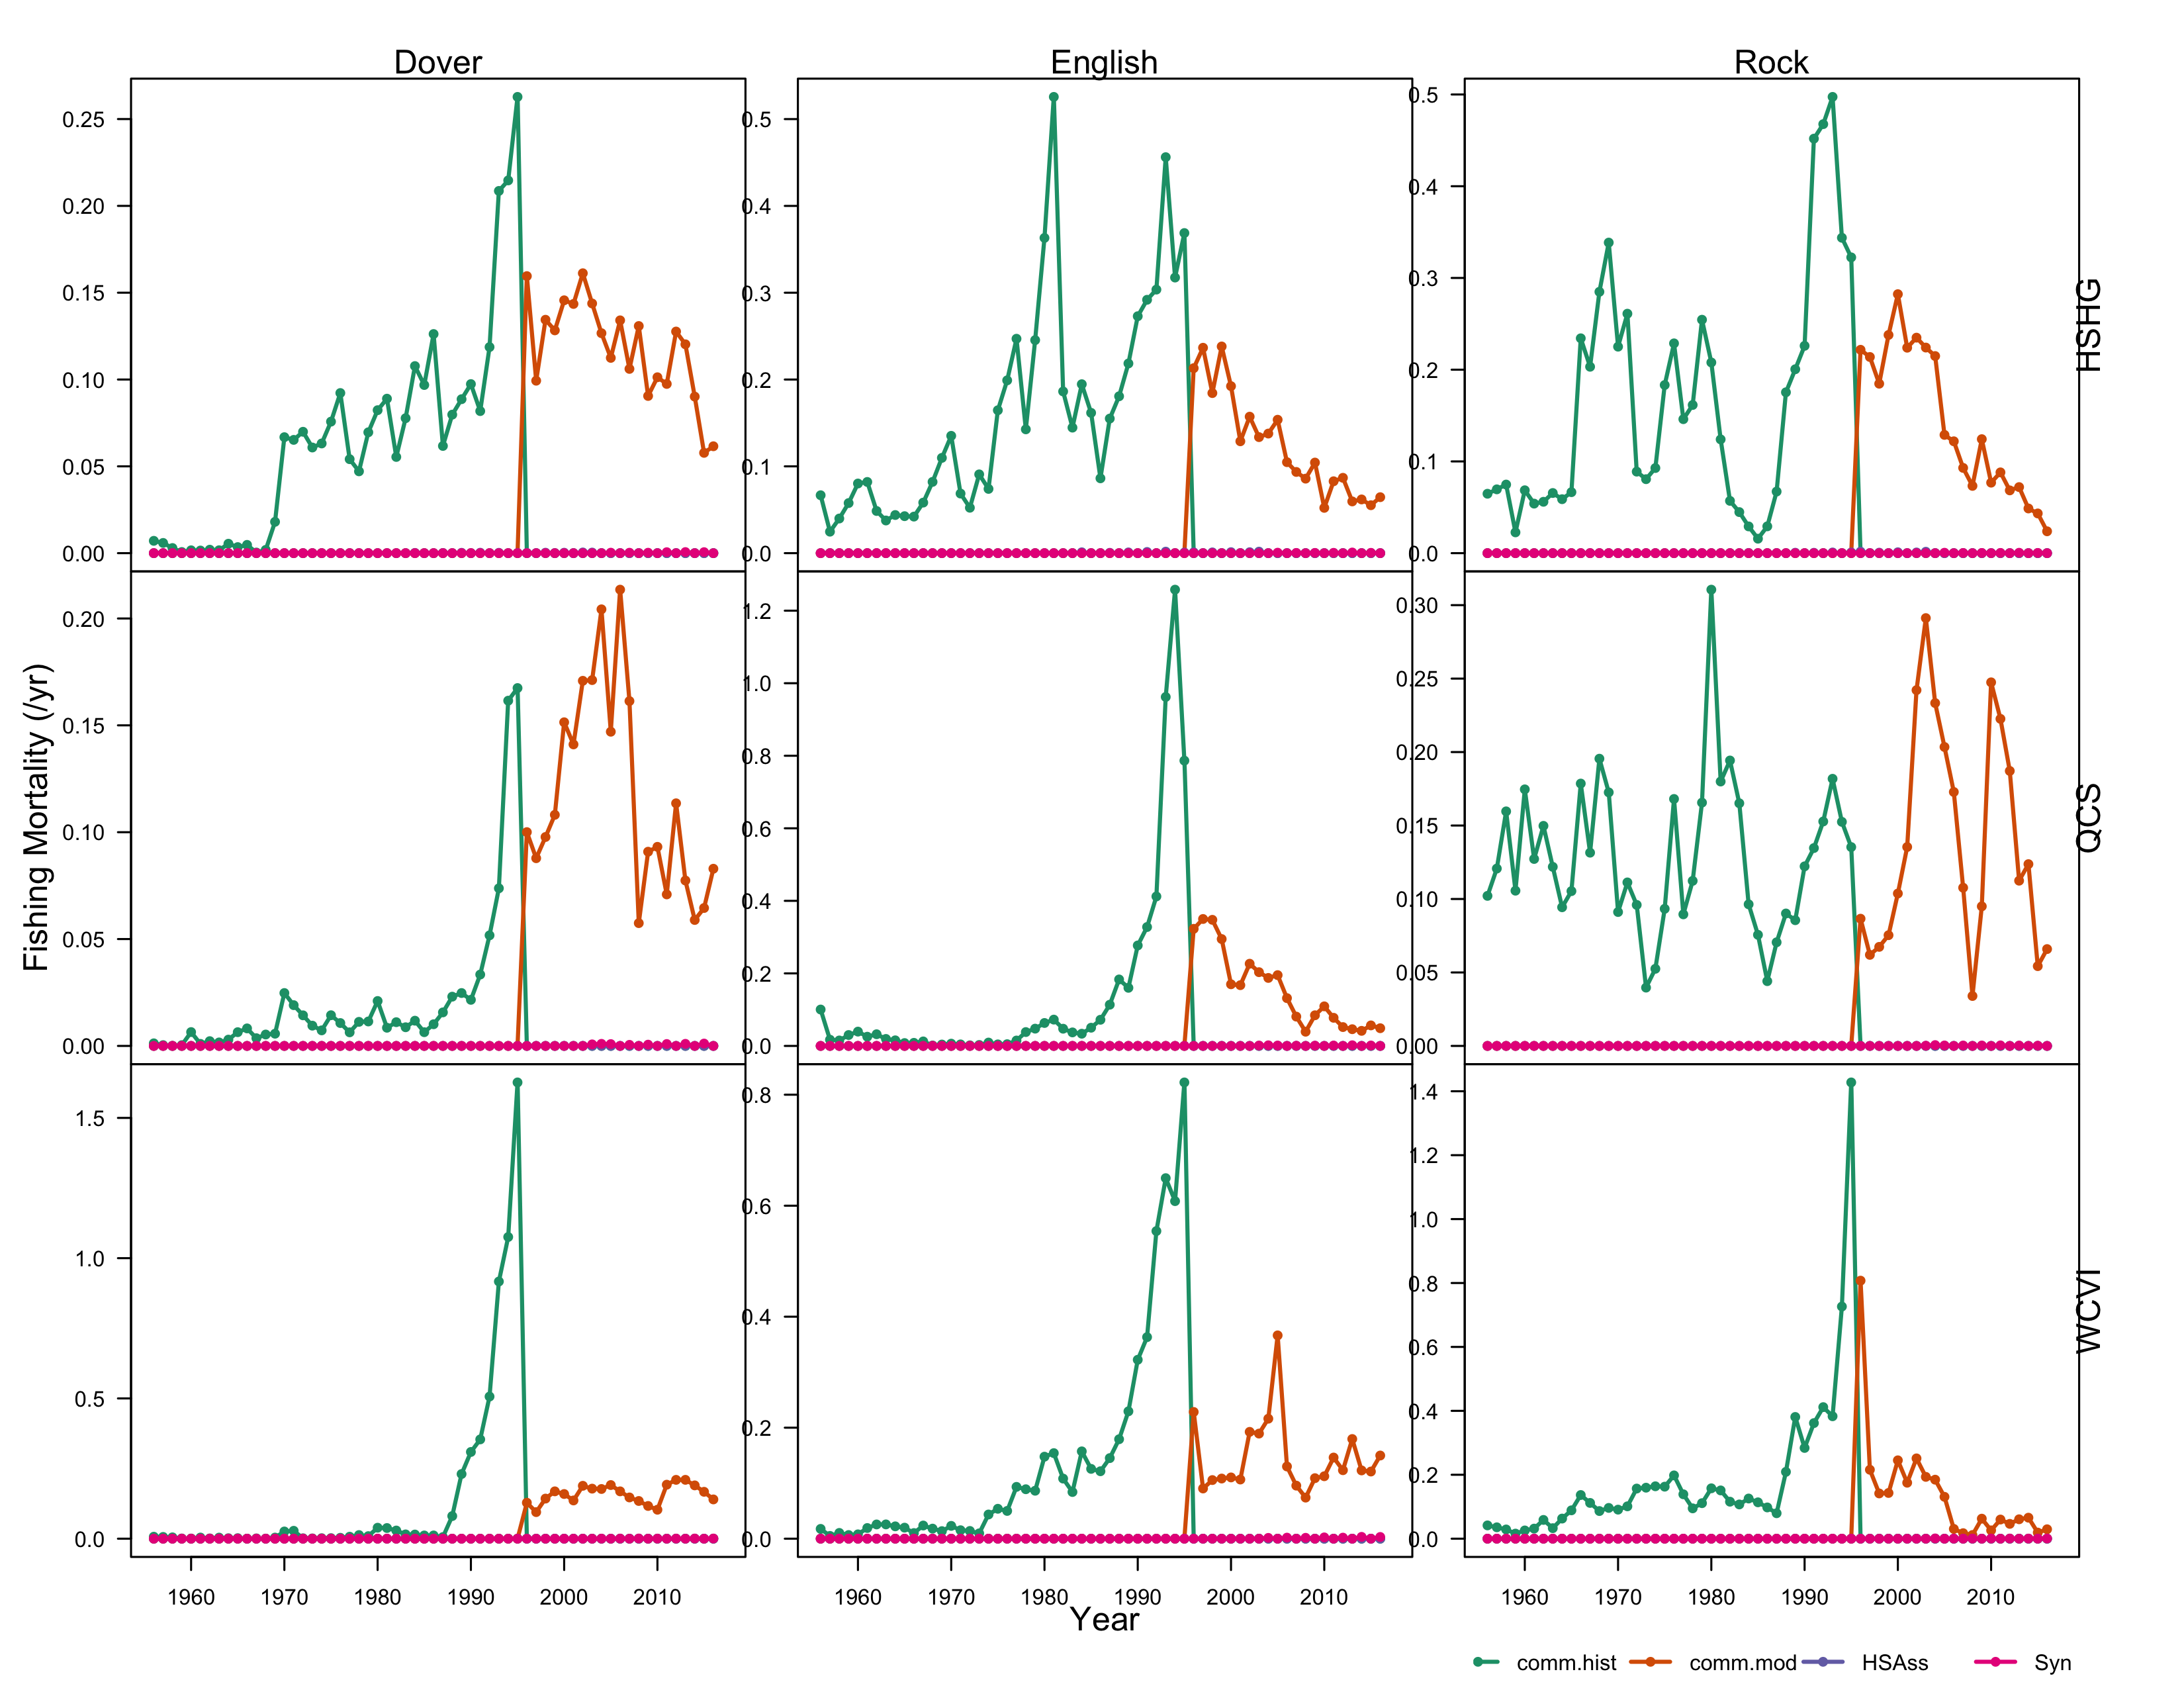 Dover English Rock
0.25 0.5 0.5
0.20 0.4 0.4
0.15 0.3 0.3
0.10 0.2 0.2
0.05 0.1 0.1
0.00 0.0 0.0
HSHG
0.20 1.2 0.30
1.0 0.25
0.15 0.8 0.20
0.10 0.6 0.15
0.4 0.10
0.05 0.2 0.05
0.00 0.0 0.00
QCS
Fishing Mortality (/yr)
1.5 0.8 1.4
1.2
1.0 0.6 1.0
0.8
0.4 0.6
0.5 0.2 0.4
0.2
0.0 0.0 0.0
WCVI
1960 1970 1980 1990 2000 2010 1960 1970 1980 1990 2000 2010 1960 1970 1980 1990 2000 2010
Year
comm.hist comm.mod HSAss Syn